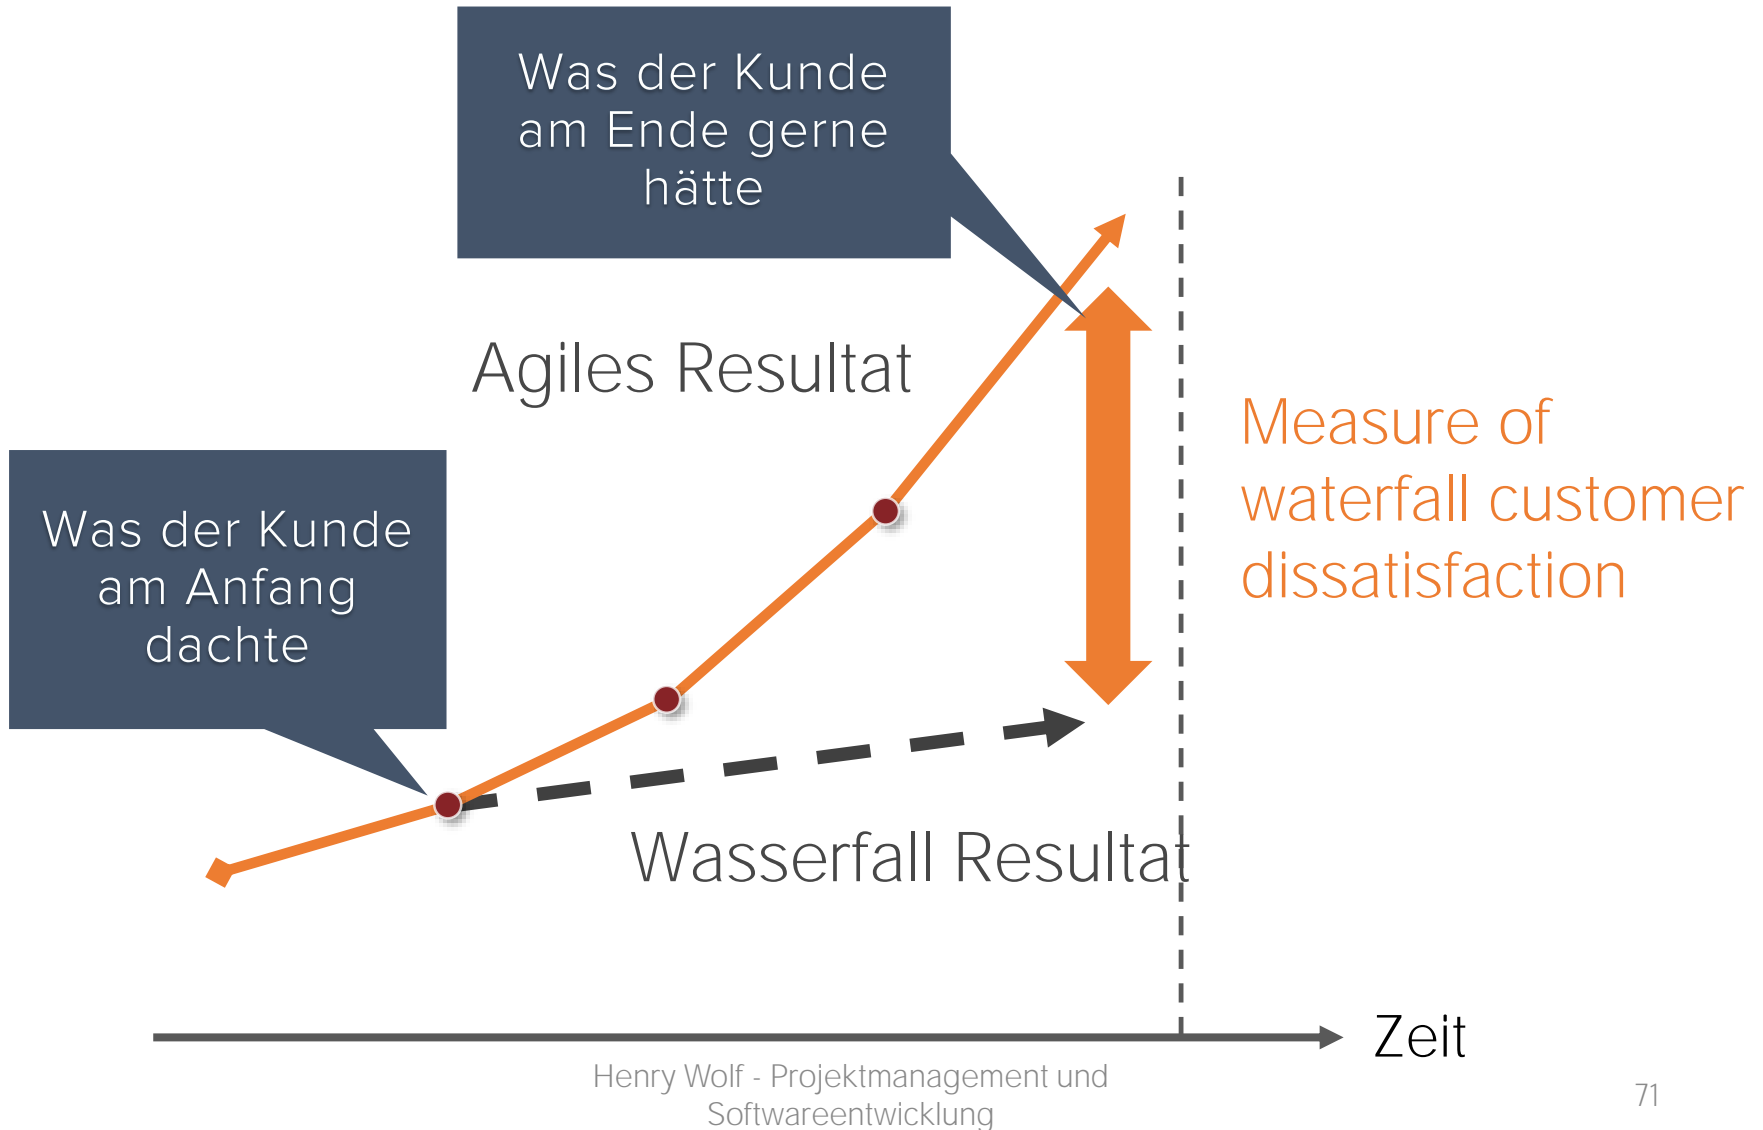 Was der Kunde
am Ende gerne
hätte
Agiles Resultat
Measure of
waterfall customer
dissatisfaction
Was der Kunde
am Anfang
dachte
Wasserfall Resultat
Zeit
Henry Wolf - Projektmanagement und
Softwareentwicklung
71